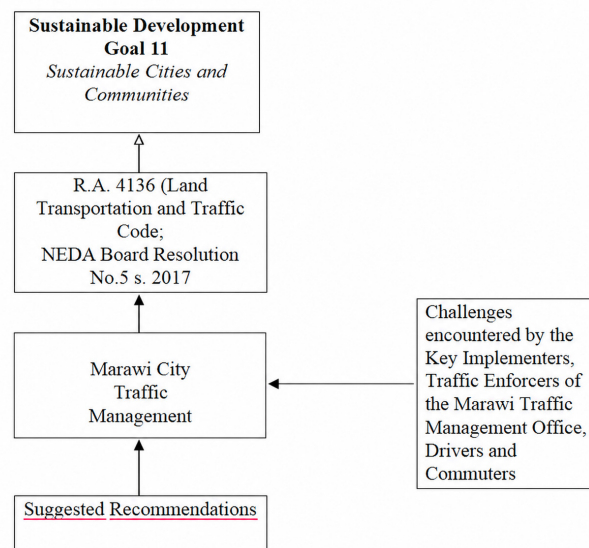 Sustainable Development
Goal 11
Sustainable Cities and
Communities
R.A. 4136 (Land
Transportation and Traffic
Code;
NEDA Board Resolution
No.5 s. 2017
Marawi City
Traffic
Management
Challenges
encountered by the
Key Implementers,
Traffic Enforcers of
the Marawi Traffic
Management Office,
Drivers and
Commuters
Suggested Recommendations